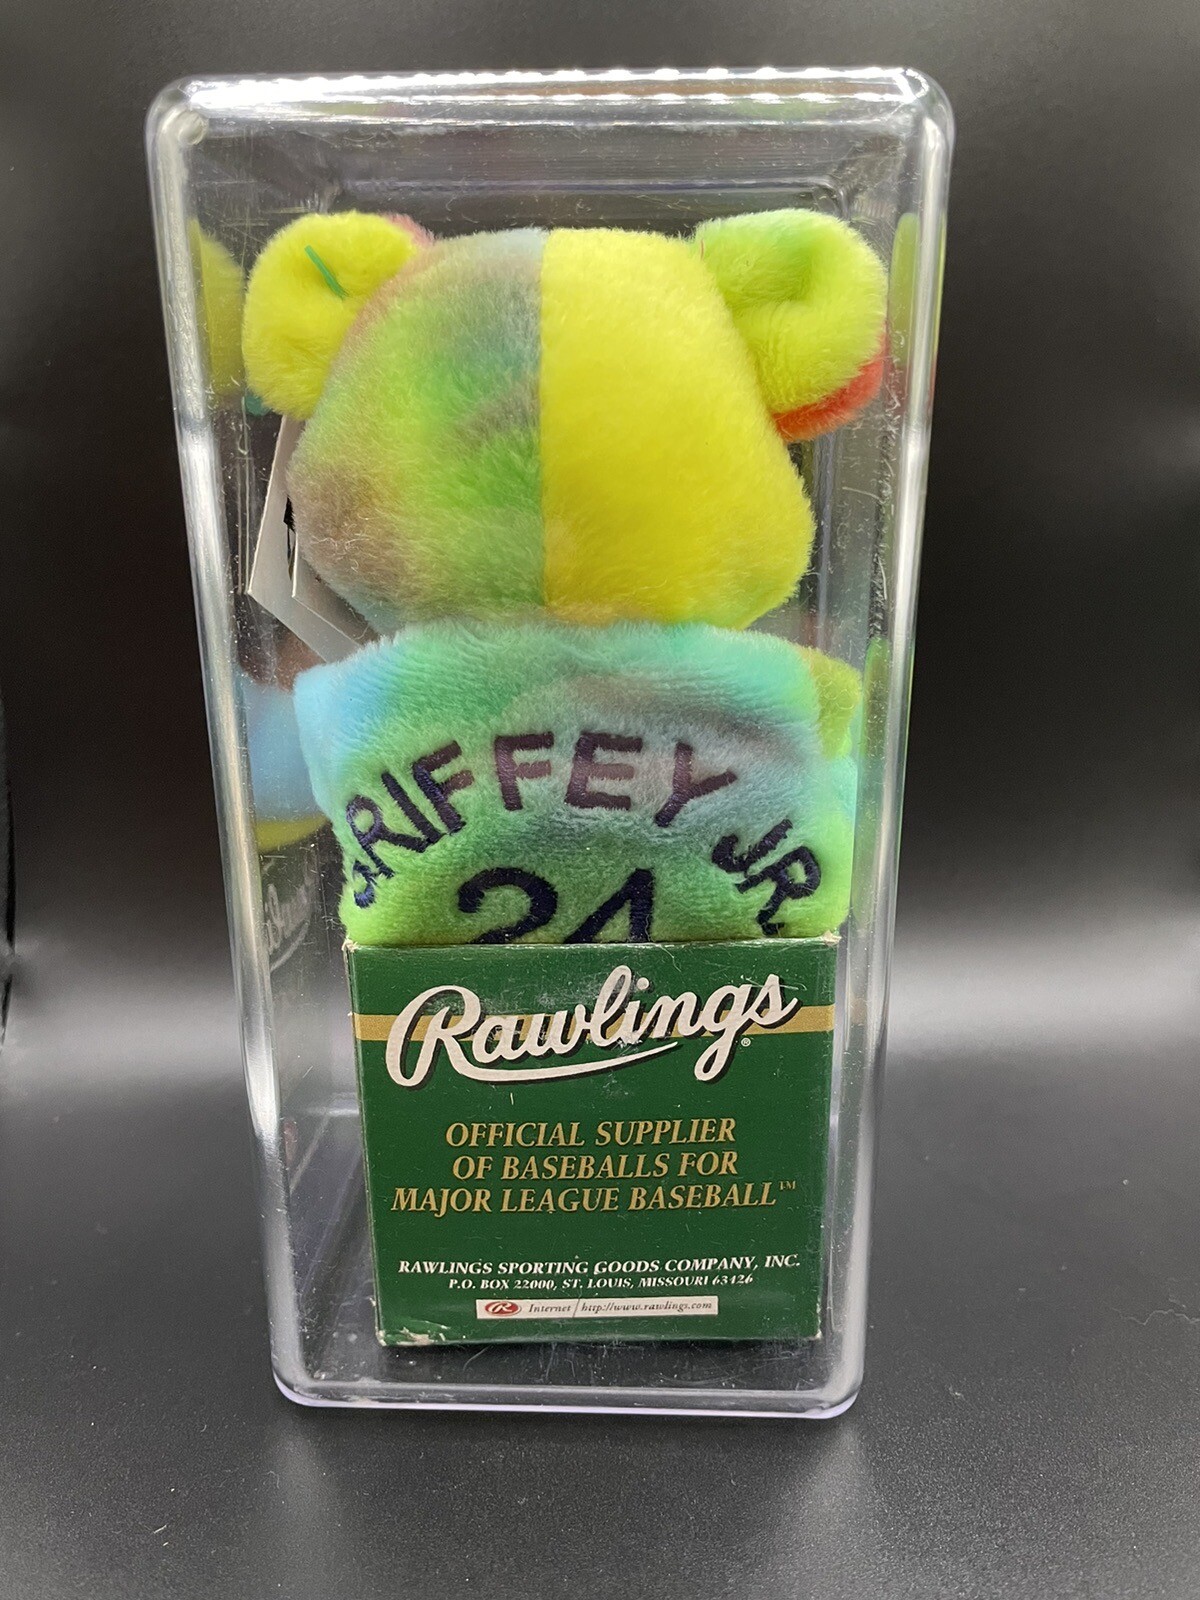 GRIFFEY JR.
24
Rawlings®
OFFICIAL SUPPLIER
OF BASEBALLS FOR
MAJOR LEAGUE BASEBALL™
RAWLINGS SPORTING GOODS COMPANY, INC.
P.O. BOX 22000, ST. LOUIS, MISSOURI 63126
R Internet | http://www.rawlings.com